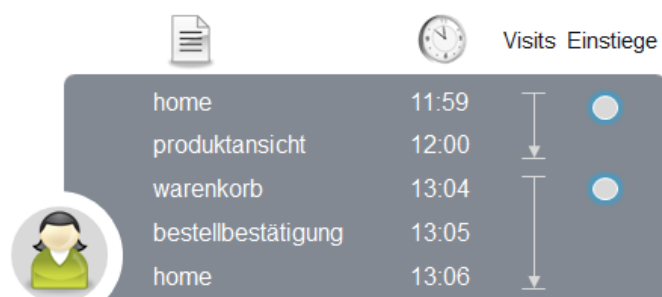 Visits Einstiege
home 11:59
produktansicht 12:00
warenkorb 13:04
bestellbestätigung 13:05
home 13:06